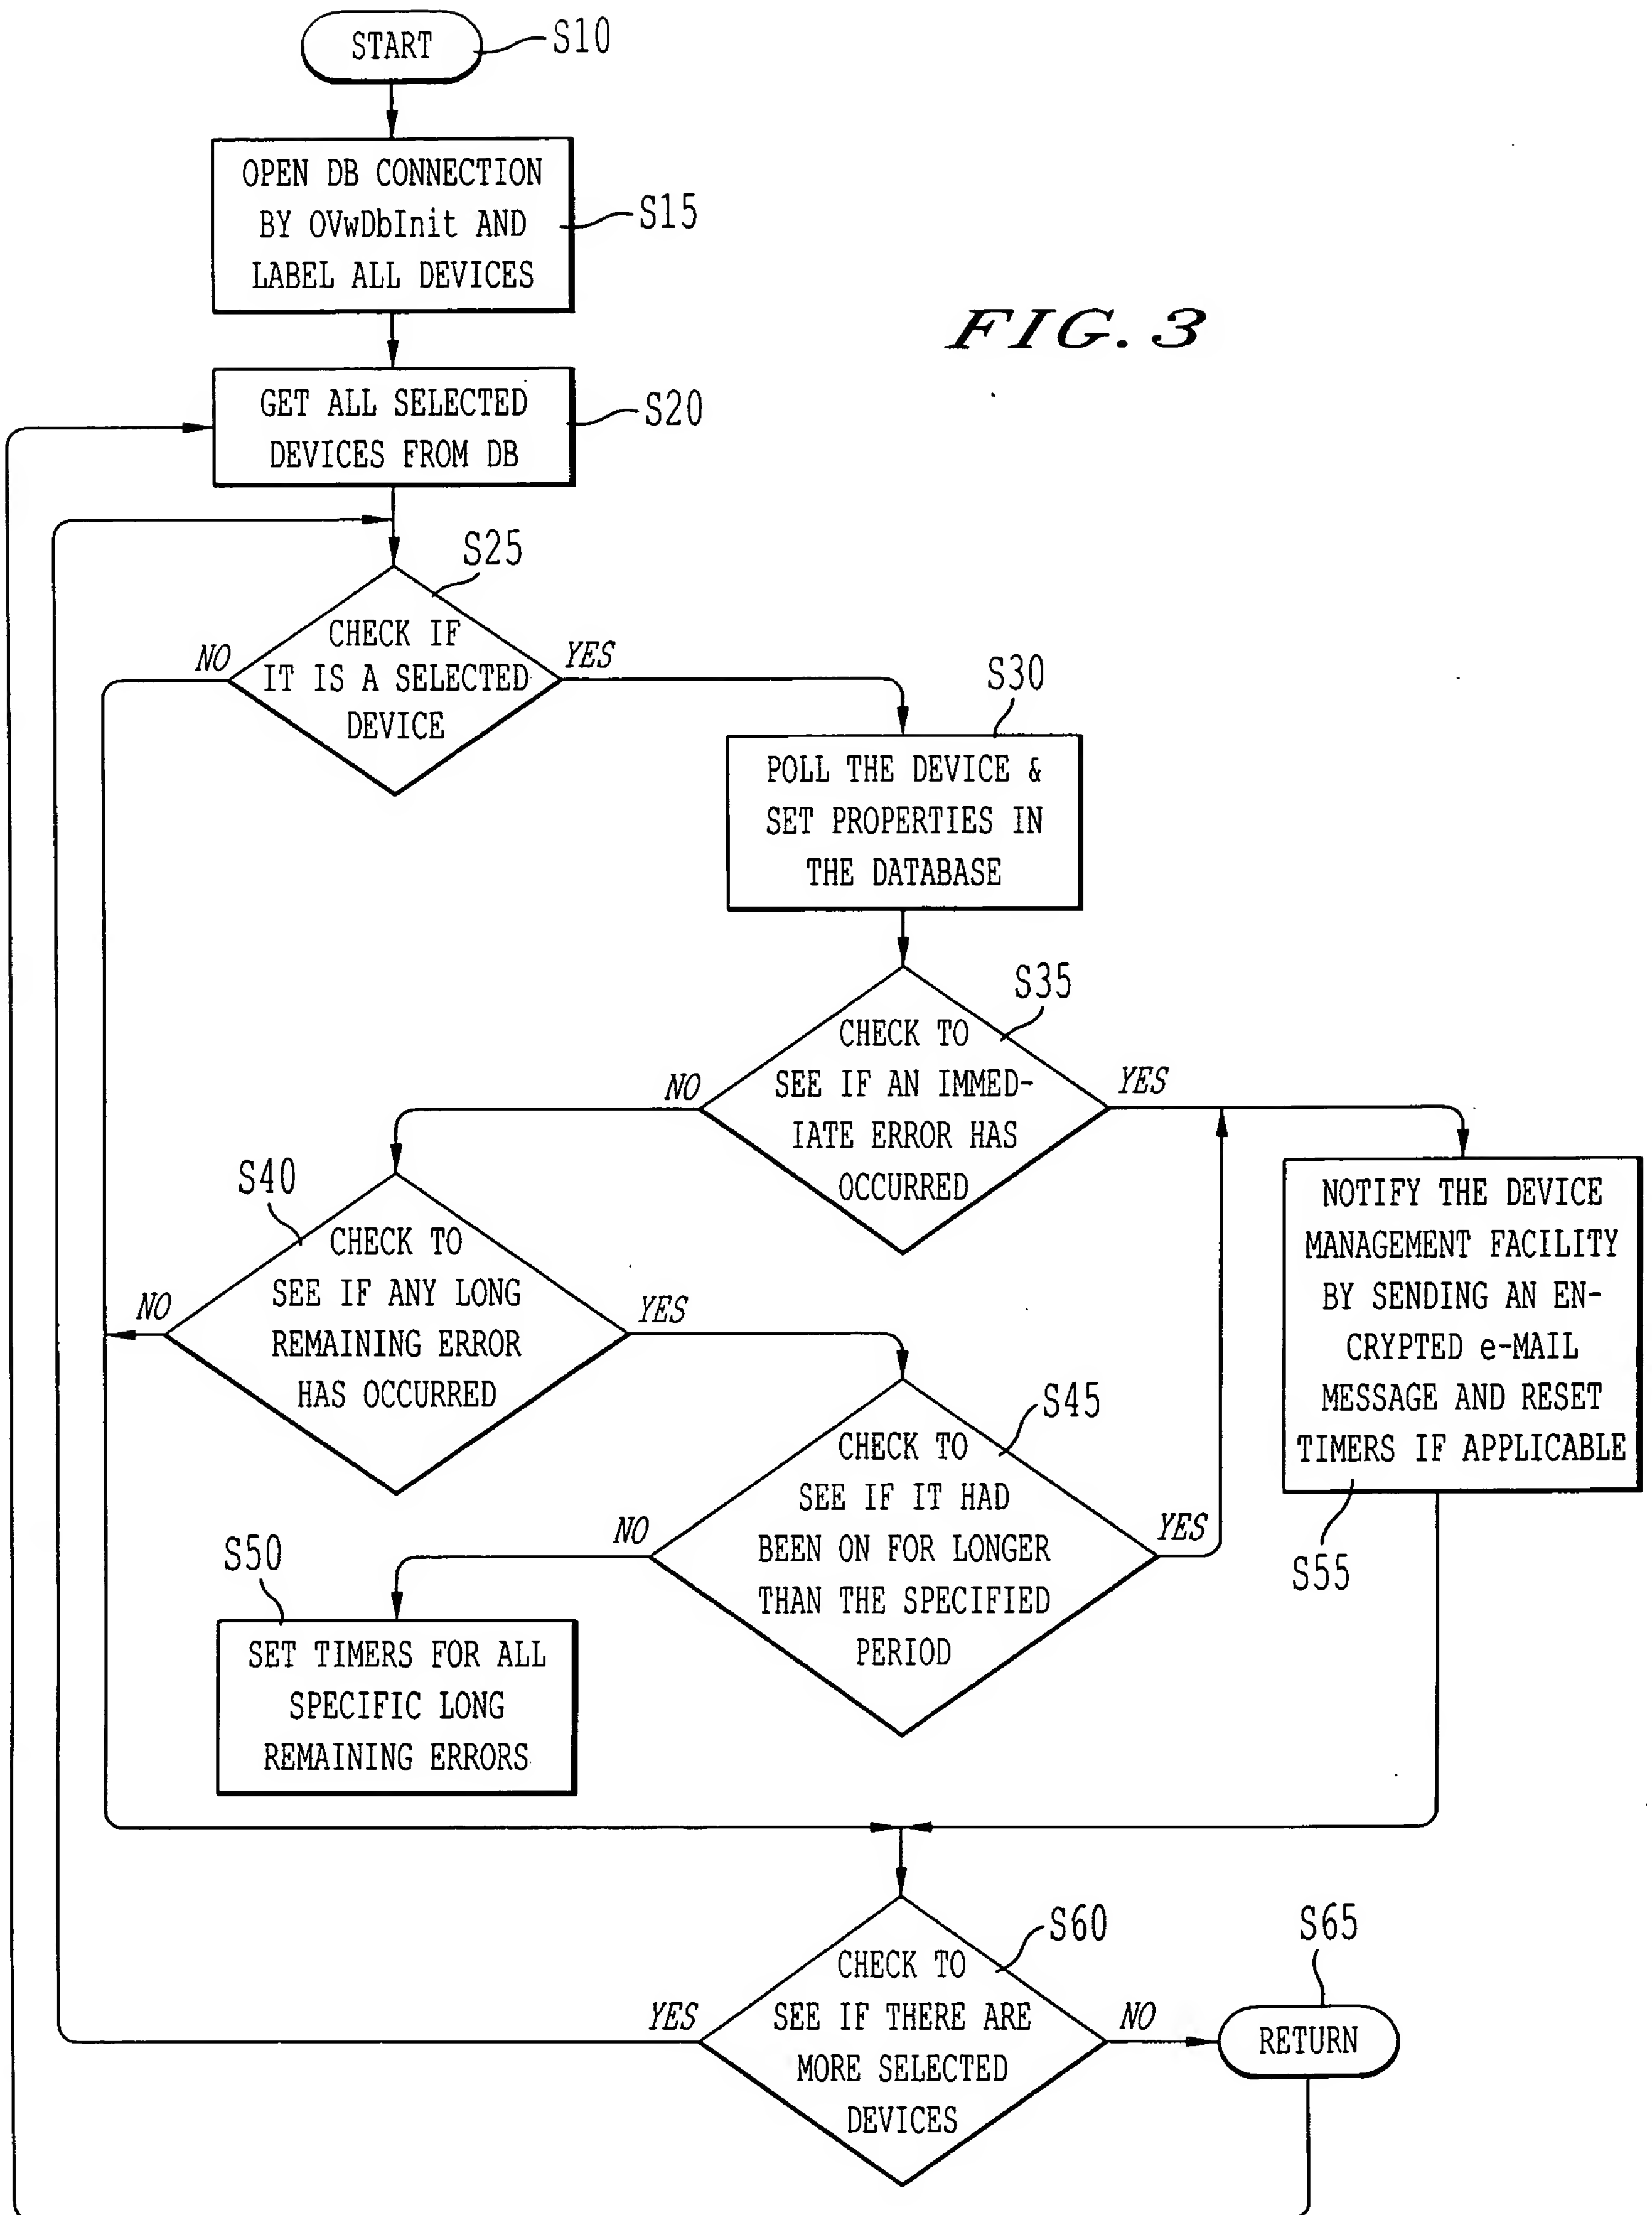 START
S10
OPEN DB CONNECTION
BY OVwDbInit AND
LABEL ALL DEVICES
S15
FIG. 3
GET ALL SELECTED
DEVICES FROM DB
S20
S25
CHECK IF
IT IS A SELECTED
DEVICE
NO
YES
S30
POLL THE DEVICE &
SET PROPERTIES IN
THE DATABASE
S35
CHECK TO
SEE IF AN IMMED-
IATE ERROR HAS
OCCURRED
NO
YES
S40
CHECK TO
SEE IF ANY LONG
REMAINING ERROR
HAS OCCURRED
NO
YES
NOTIFY THE DEVICE
MANAGEMENT FACILITY
BY SENDING AN EN-
CRYPTED e-MAIL
MESSAGE AND RESET
TIMERS IF APPLICABLE
S55
S45
CHECK TO
SEE IF IT HAD
BEEN ON FOR LONGER
THAN THE SPECIFIED
PERIOD
NO
YES
S50
SET TIMERS FOR ALL
SPECIFIC LONG
REMAINING ERRORS
S60
CHECK TO
SEE IF THERE ARE
MORE SELECTED
DEVICES
YES
NO
S65
RETURN